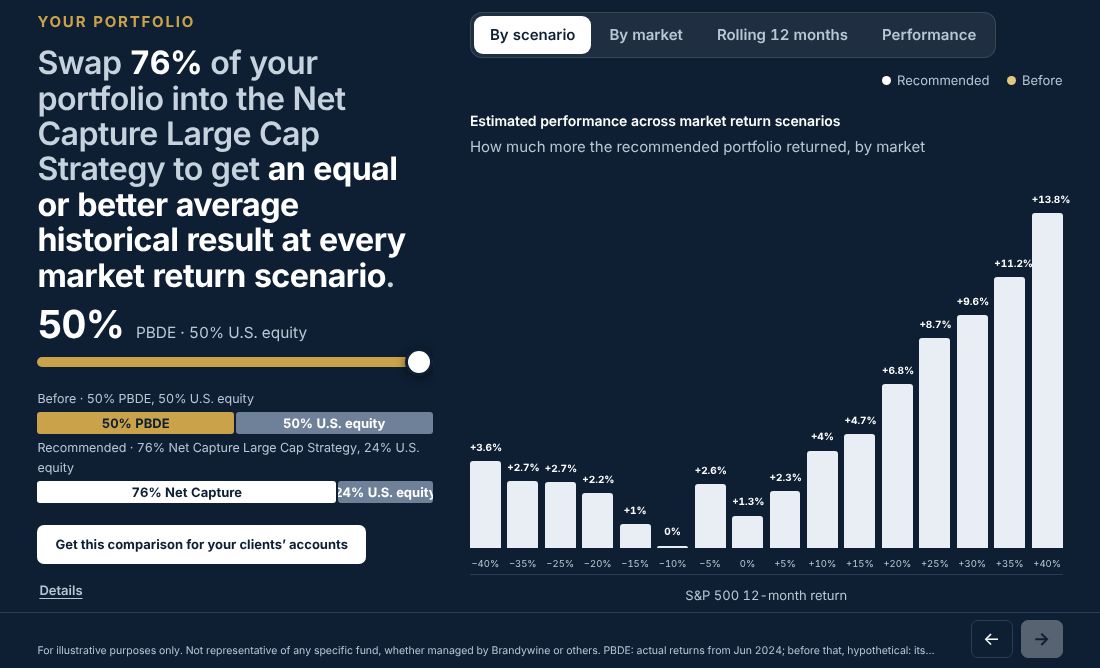 YOUR PORTFOLIO
Swap 76% of your
portfolio into the Net
Capture Large Cap
Strategy to get an equal
or better average
historical result at every
market return scenario.
50% PBDE · 50% U.S. equity
Before · 50% PBDE, 50% U.S. equity
50% PBDE 50% U.S. equity
Recommended · 76% Net Capture Large Cap Strategy, 24% U.S.
equity
76% Net Capture 24% U.S. equity
Get this comparison for your clients’ accounts
Details
By scenario By market Rolling 12 months Performance
Recommended Before
Estimated performance across market return scenarios
How much more the recommended portfolio returned, by market
+3.6% +2.7% +2.7% +2.2% +1% 0% +2.6% +1.3% +2.3% +4% +4.7% +6.8% +8.7% +9.6% +11.2% +13.8%
−40% −35% −25% −20% −15% −10% −5% 0% +5% +10% +15% +20% +25% +30% +35% +40%
S&P 500 12-month return
For illustrative purposes only. Not representative of any specific fund, whether managed by Brandywine or others. PBDE: actual returns from Jun 2024; before that, hypothetical: its…